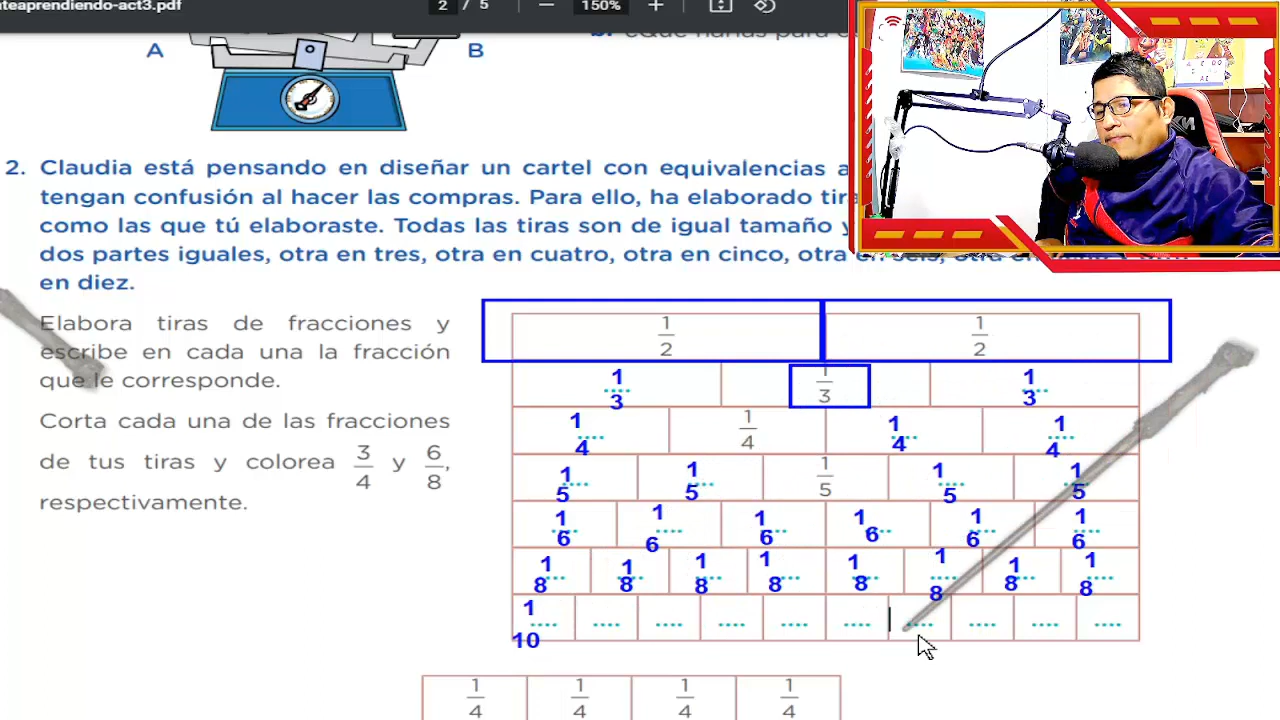 teaprendiendo-act3.pdf
2 / 5 — 150% +
A
B
2. Claudia está pensando en diseñar un cartel con equivalencias
tengan confusión al hacer las compras. Para ello, ha elaborado
como las que tú elaboraste. Todas las tiras son de igual tamaño y
dos partes iguales, otra en tres, otra en cuatro, otra en cinco, otra en seis,
en diez.
Elabora tiras de fracciones y
escribe en cada una la fracción
que le corresponde.
Corta cada una de las fracciones
de tus tiras y colorea 3/4 y 6/8,
respectivamente.
1/2 1/2
1/3 1/3 1/3
1/4 1/4 1/4 1/4
1/5 1/5 1/5 1/5 1/5
1/6 1/6 1/6 1/6 1/6 1/6
1/8 1/8 1/8 1/8 1/8 1/8 1/8 1/8
1/10 .... .... .... .... .... .... .... .... ....
1/4 1/4 1/4 1/4